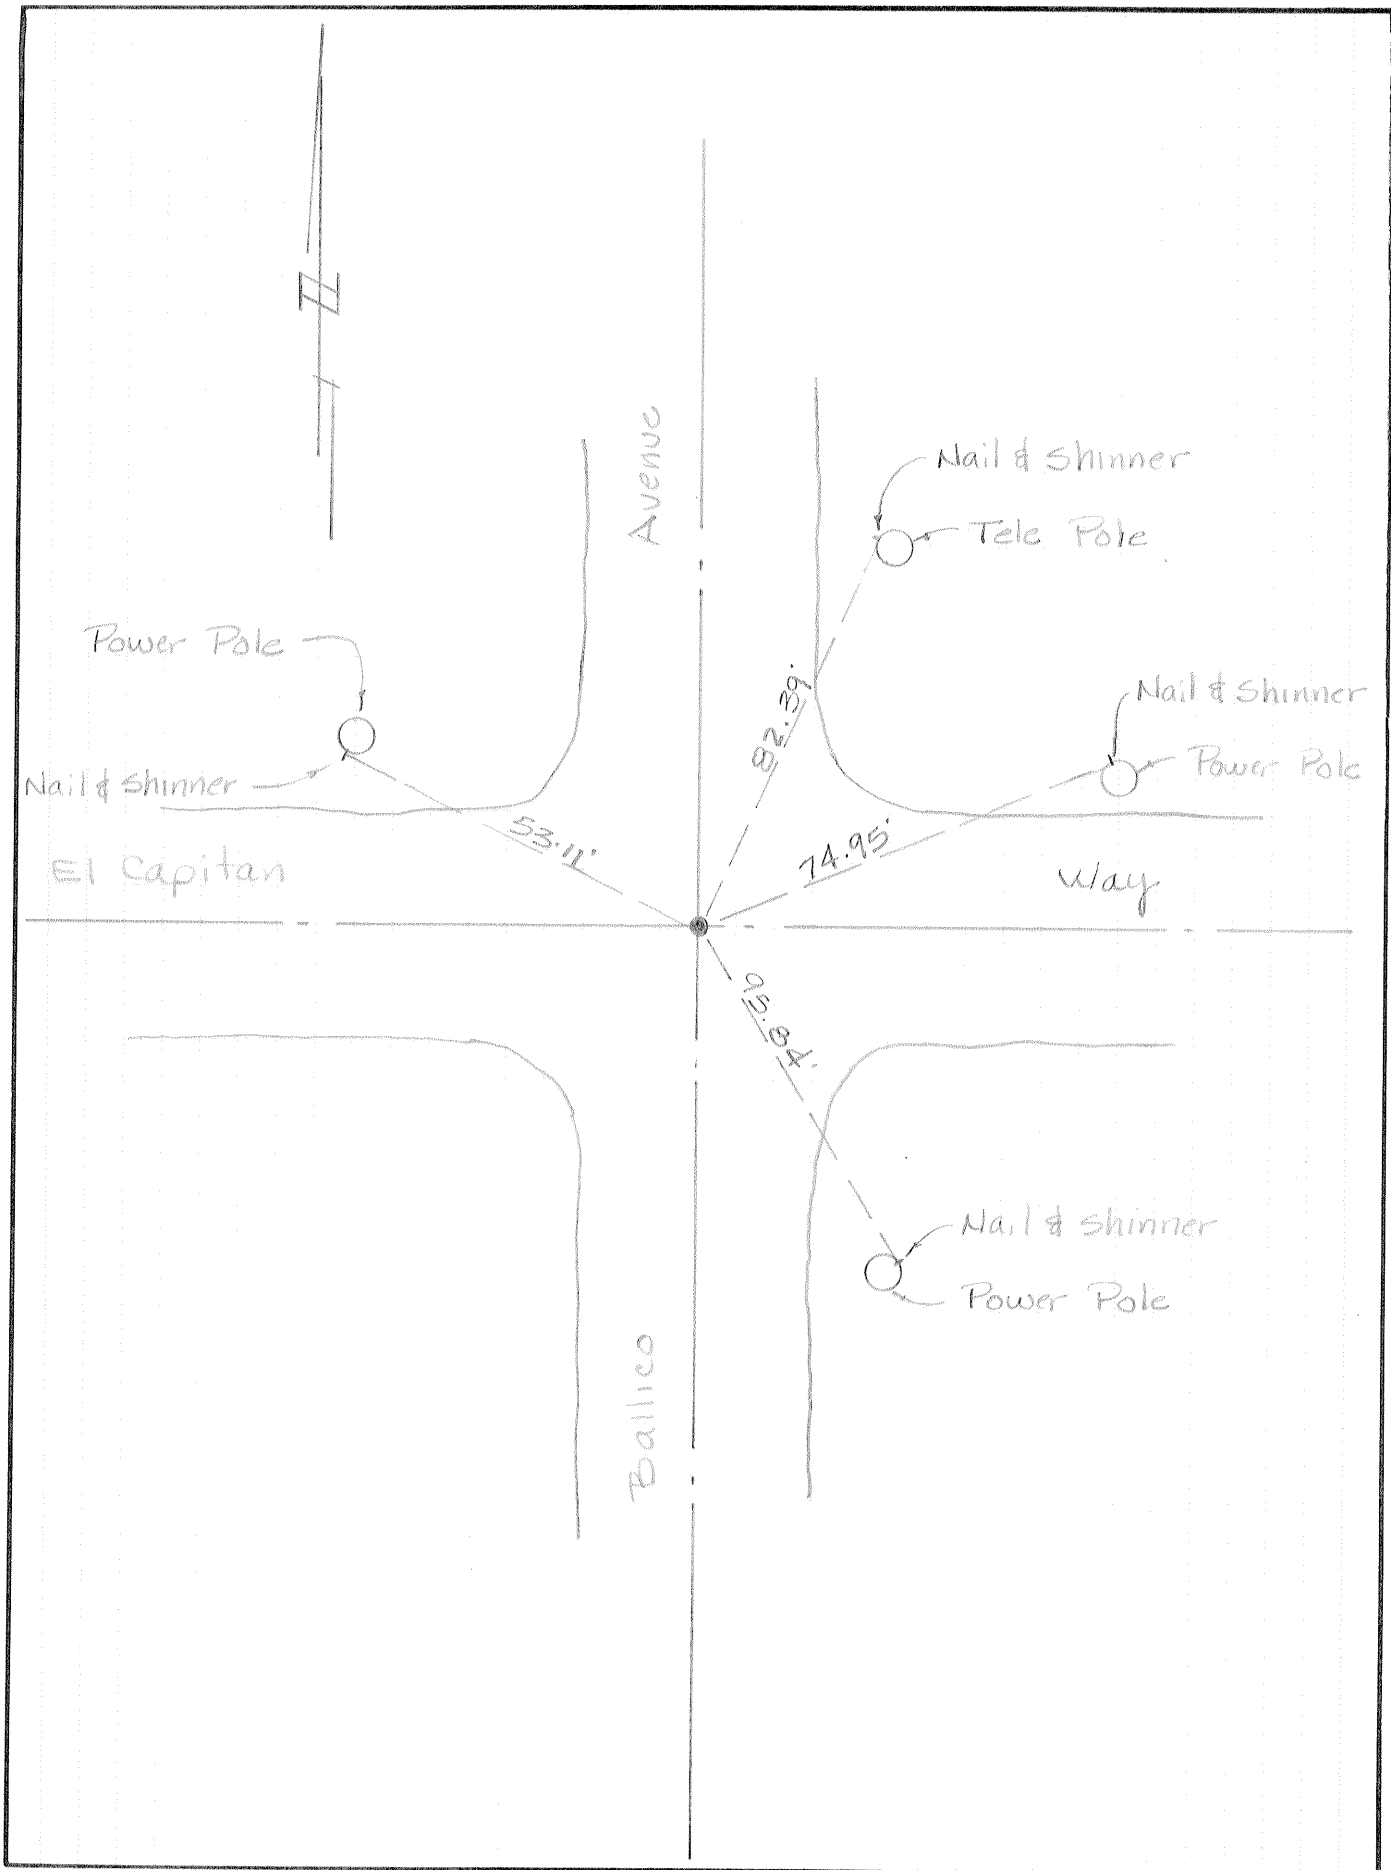 N
Avenue
Nail & Shinner
Tele Pole
Power Pole
Nail & Shinner
82.39'
Nail & Shinner
Power Pole
53.11'
74.95'
El Capitan
Way
95.84'
Nail & Shinner
Power Pole
Ballico